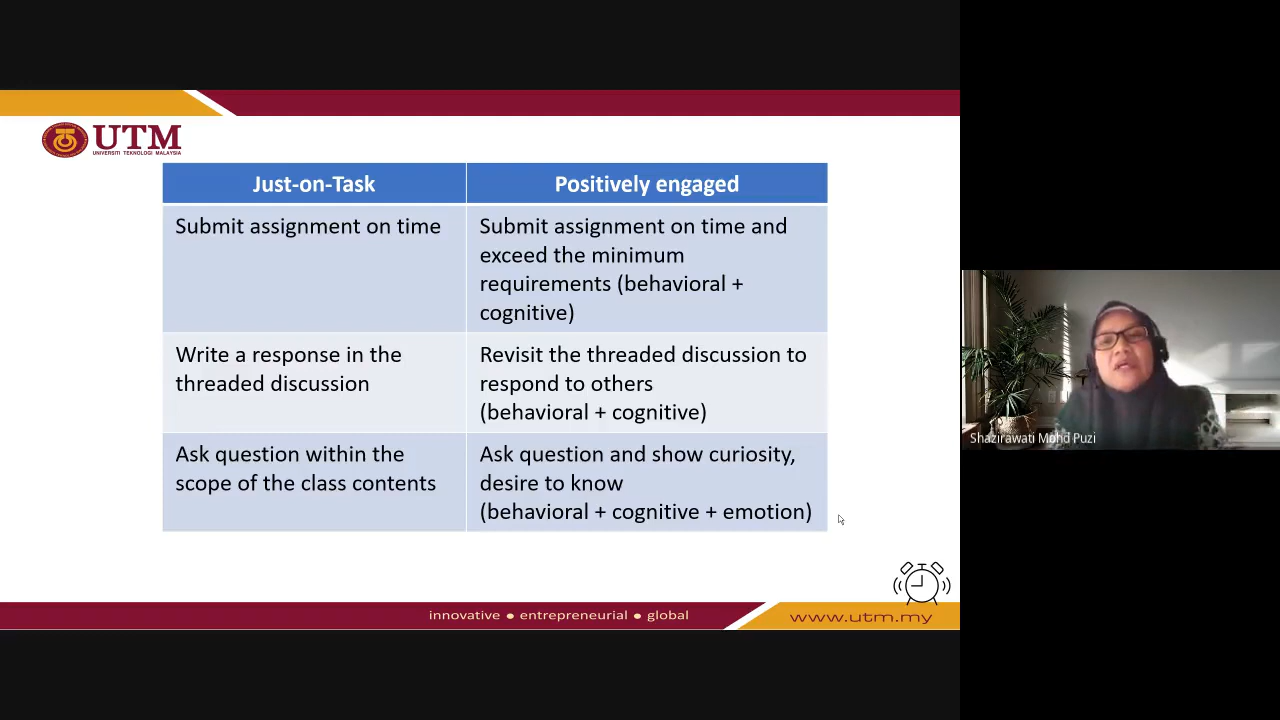 UTM
UNIVERSITI TEKNOLOGI MALAYSIA
Just-on-Task
Positively engaged
Submit assignment on time
Submit assignment on time and
exceed the minimum
requirements (behavioral +
cognitive)
Write a response in the
threaded discussion
Revisit the threaded discussion to
respond to others
(behavioral + cognitive)
Ask question within the
scope of the class contents
Ask question and show curiosity,
desire to know
(behavioral + cognitive + emotion)
Shazirawati Mohd Puzi
innovative ● entrepreneurial ● global
www.utm.my